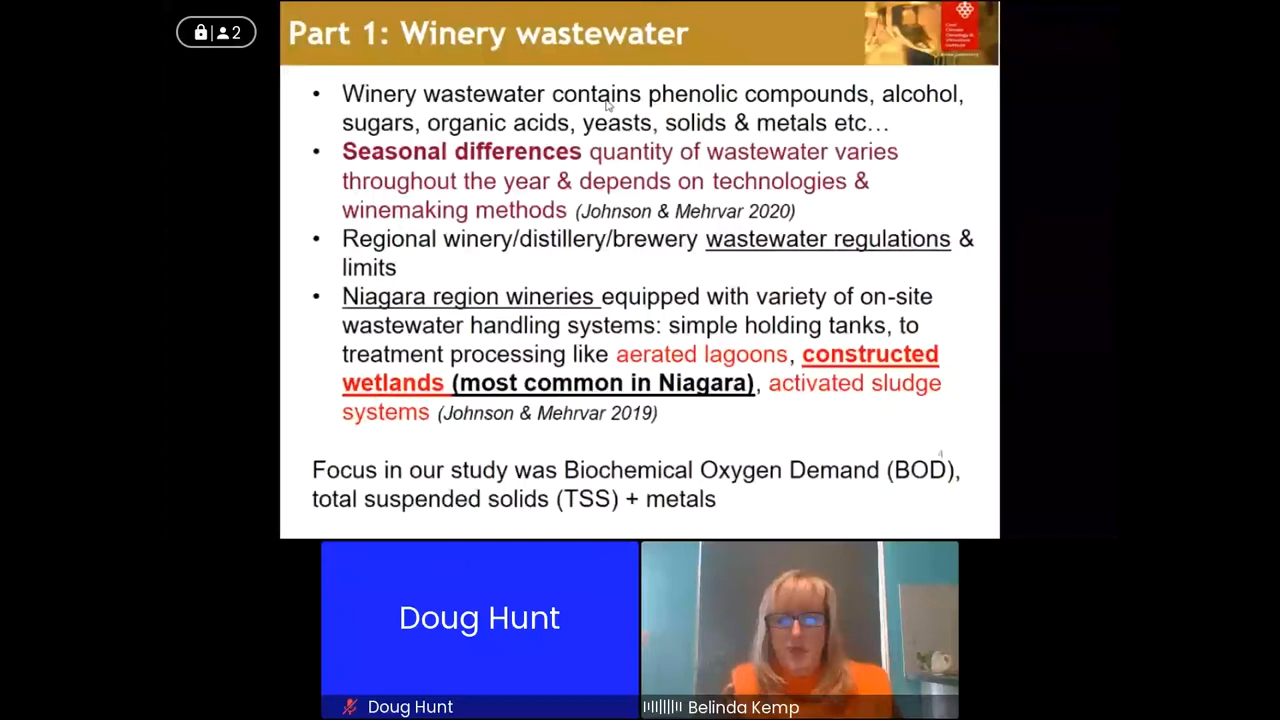 2
Part 1: Winery wastewater
• Winery wastewater contains phenolic compounds, alcohol,
sugars, organic acids, yeasts, solids & metals etc…
• Seasonal differences quantity of wastewater varies
throughout the year & depends on technologies &
winemaking methods (Johnson & Mehrvar 2020)
• Regional winery/distillery/brewery wastewater regulations &
limits
• Niagara region wineries equipped with variety of on-site
wastewater handling systems: simple holding tanks, to
treatment processing like aerated lagoons, constructed
wetlands (most common in Niagara), activated sludge
systems (Johnson & Mehrvar 2019)
Focus in our study was Biochemical Oxygen Demand (BOD),
total suspended solids (TSS) + metals
Doug Hunt
Doug Hunt
Belinda Kemp